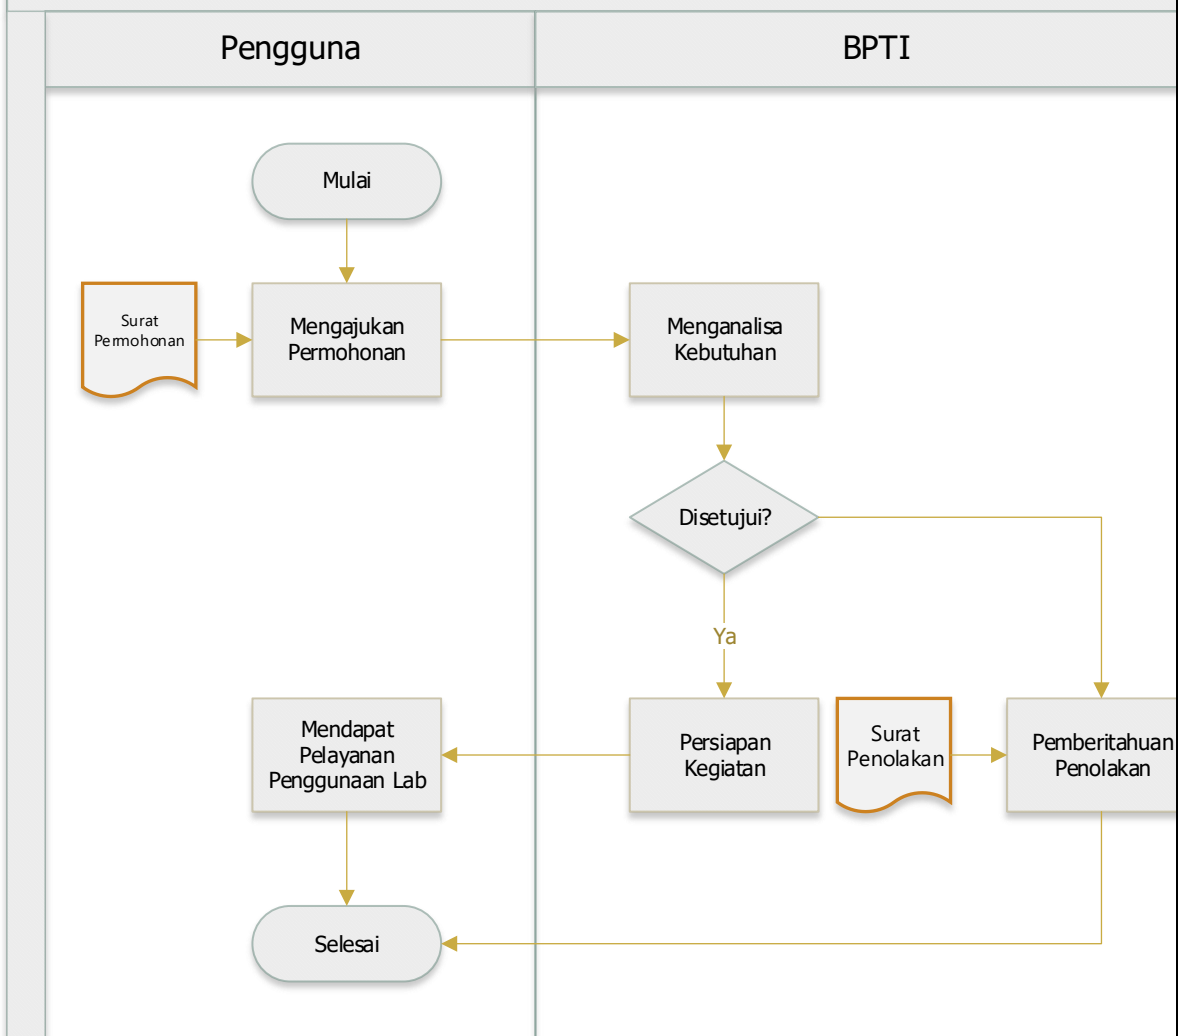 Pengguna
BPTI
Mulai
Surat
Permohonan
Mengajukan
Permohonan
Menganalisa
Kebutuhan
Disetujui?
Ya
Mendapat
Pelayanan
Penggunaan Lab
Persiapan
Kegiatan
Surat
Penolakan
Pemberitahuan
Penolakan
Selesai